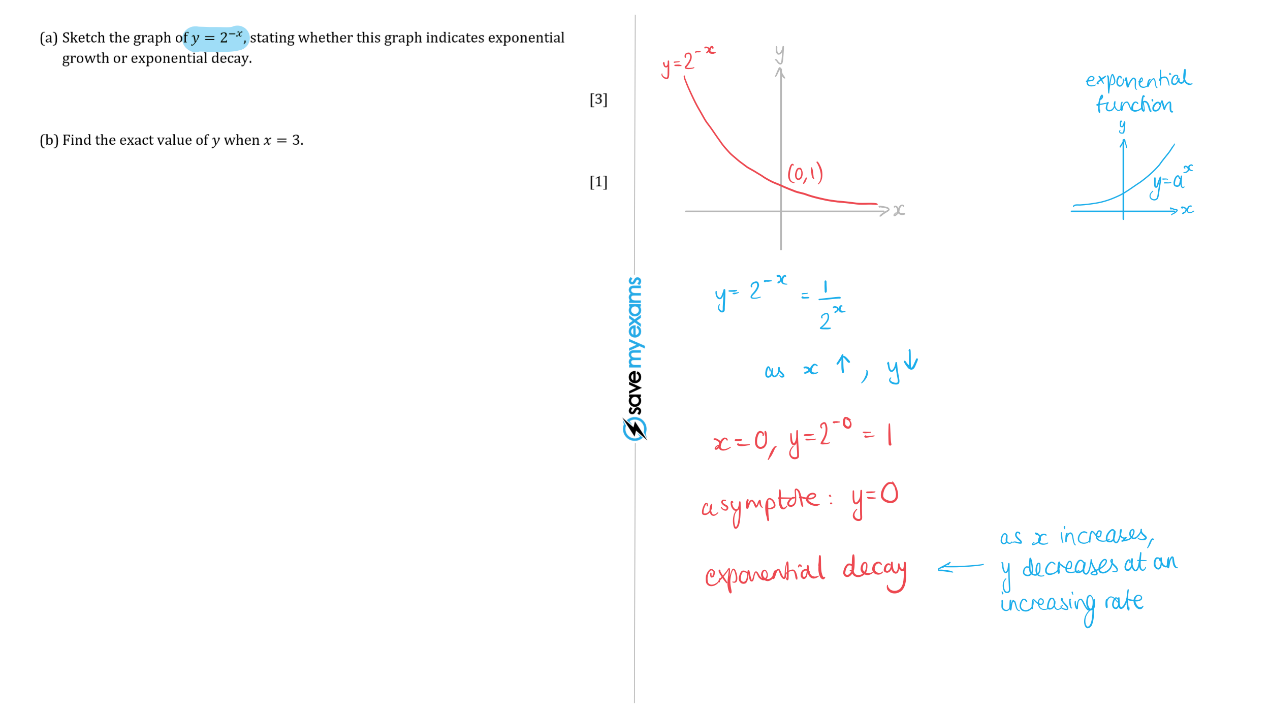 (a) Sketch the graph of y = 2⁻ˣ, stating whether this graph indicates exponential
growth or exponential decay.
[3]
(b) Find the exact value of y when x = 3.
[1]
save my exams
y=2⁻ˣ
y
(0,1)
x
exponential
function
y
y=aˣ
x
y= 2⁻ˣ = 1/2ˣ
as x ↑, y↓
x=0, y=2⁻⁰ = 1
asymptote: y=0
exponential decay ←
as x increases,
y decreases at an
increasing rate